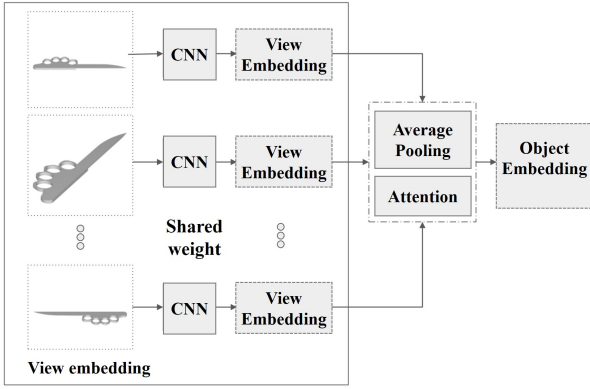 CNN
View
Embedding
CNN
View
Embedding
Average
Pooling
Attention
Object
Embedding
Shared
weight
CNN
View
Embedding
View embedding